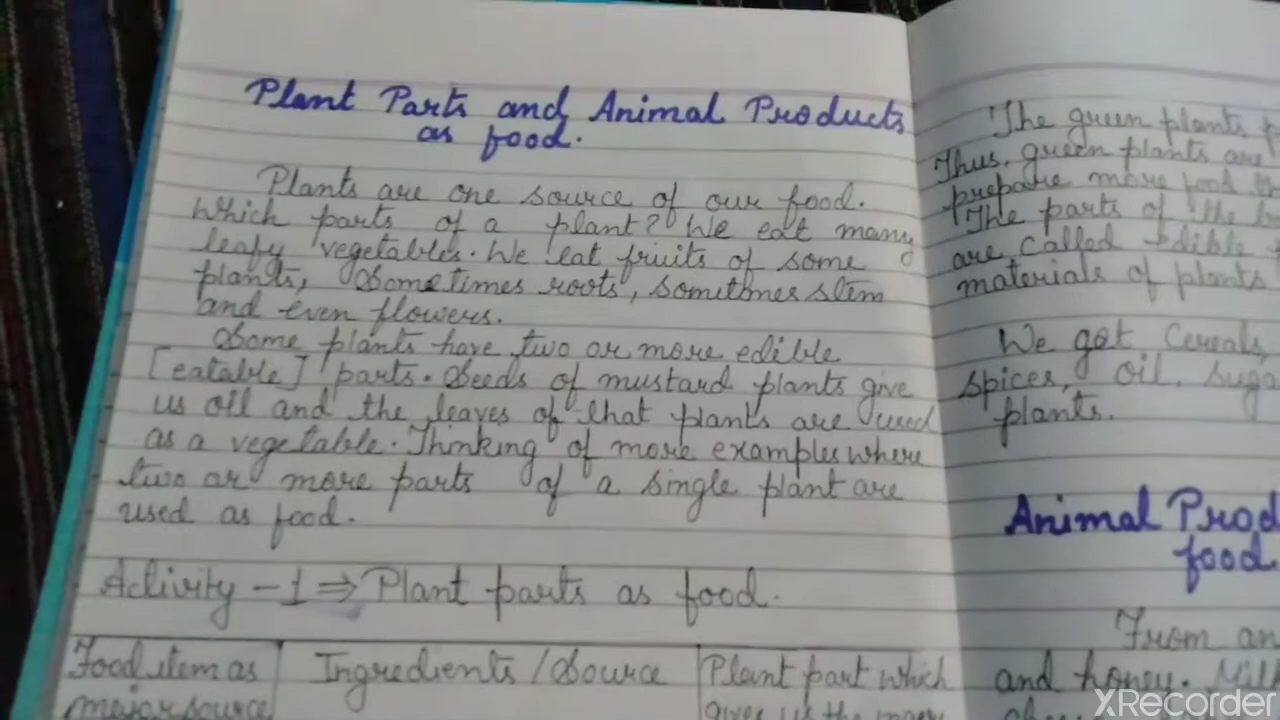 Plant Parts and Animal Products
as food.
Plants are one source of our food.
Which parts of a plant? We eat many
leafy vegetables. We eat fruits of some
plants, Sometimes roots, sometimes stem
and even flowers.
Some plants have two or more edible
[eatable] parts. Seeds of mustard plants give
us oil and the leaves of that plants are used
as a vegetable. Thinking of more examples where
two or more parts of a single plant are
used as food.
Activity - 1 ⇒ Plant parts as food.
Food item as
major source
Ingredients / Source
Plant part which
gives us the
The green plants
Thus, green plants are
prepare more food
The parts of the
are called edible
materials of plants
We get Cereals,
spices, oil,
plants.
Animal
food
From
and honey.
XRecorder